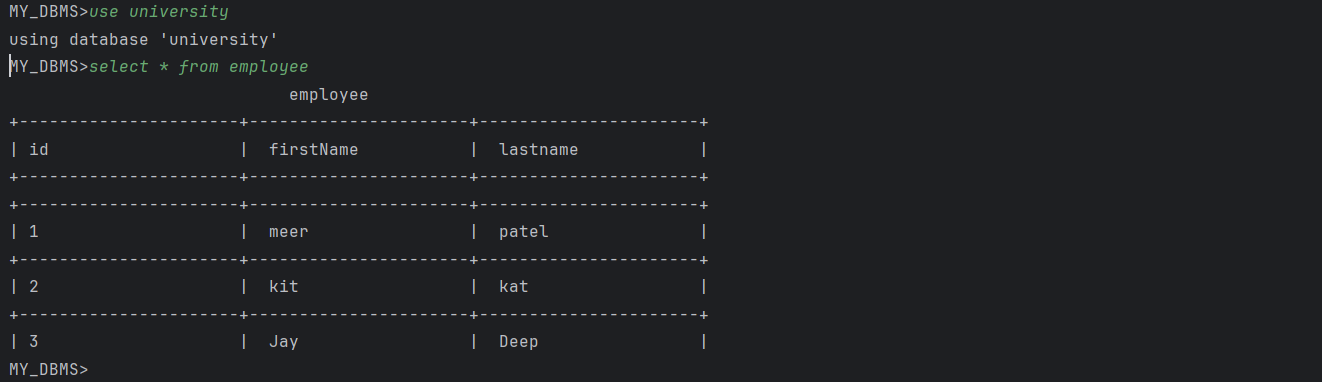 MY_DBMS>use university
using database 'university'
MY_DBMS>select * from employee
                            employee
+----------------------+----------------------+----------------------+
| id                   |  firstName           |  lastname            |
+----------------------+----------------------+----------------------+
+----------------------+----------------------+----------------------+
| 1                    |  meer                |  patel               |
+----------------------+----------------------+----------------------+
| 2                    |  kit                 |  kat                 |
+----------------------+----------------------+----------------------+
| 3                    |  Jay                 |  Deep                |
MY_DBMS>